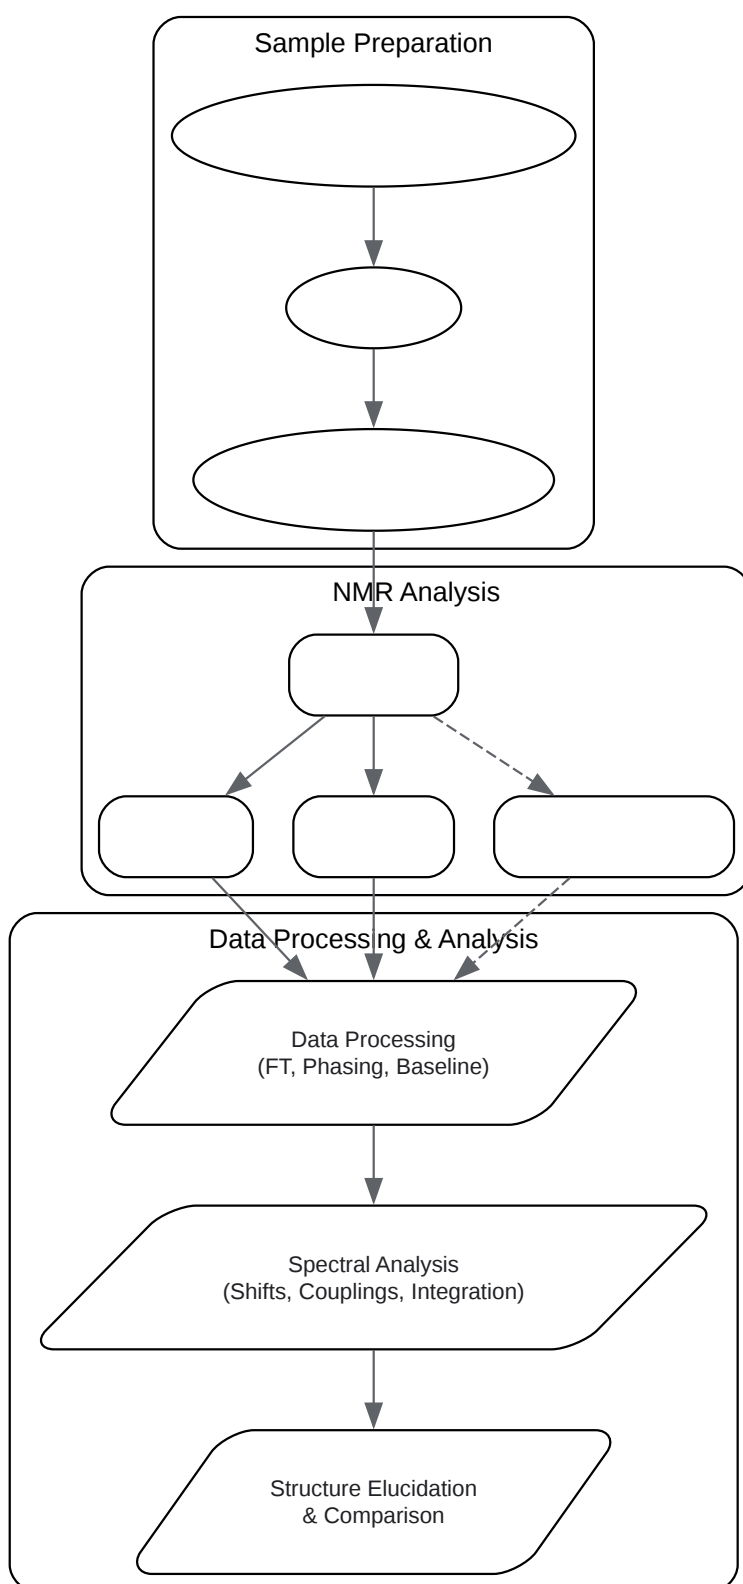 Sample Preparation
NMR Analysis
Data Processing & Analysis
Data Processing
(FT, Phasing, Baseline)
Spectral Analysis
(Shifts, Couplings, Integration)
Structure Elucidation
& Comparison